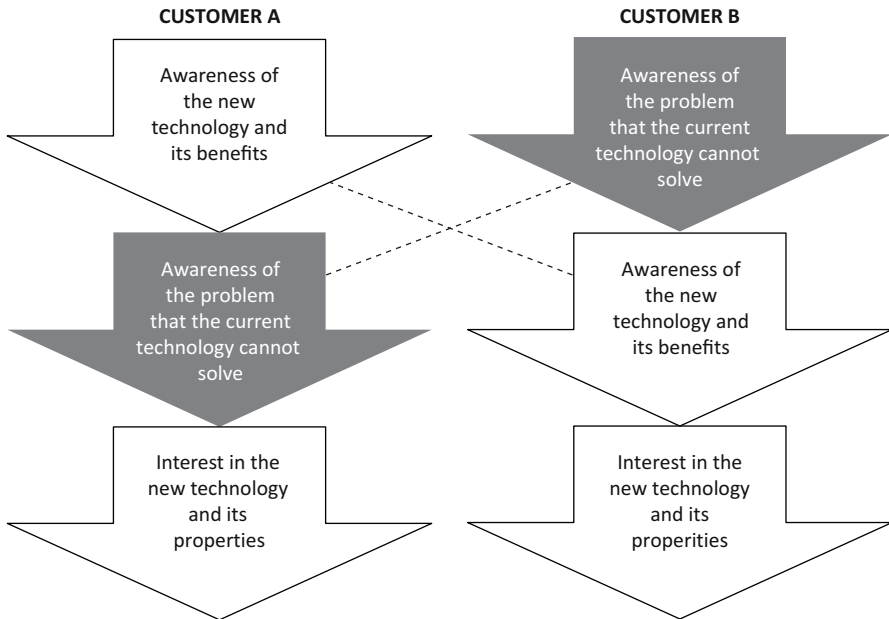 CUSTOMER A
Awareness of
the new
technology and
its benefits
Awareness of
the problem
that the current
technology cannot
solve
Interest in the
new technology
and its
properties
CUSTOMER B
Awareness of
the problem
that the current
technology cannot
solve
Awareness of
the new
technology and
its benefits
Interest in the
new technology
and its
properities